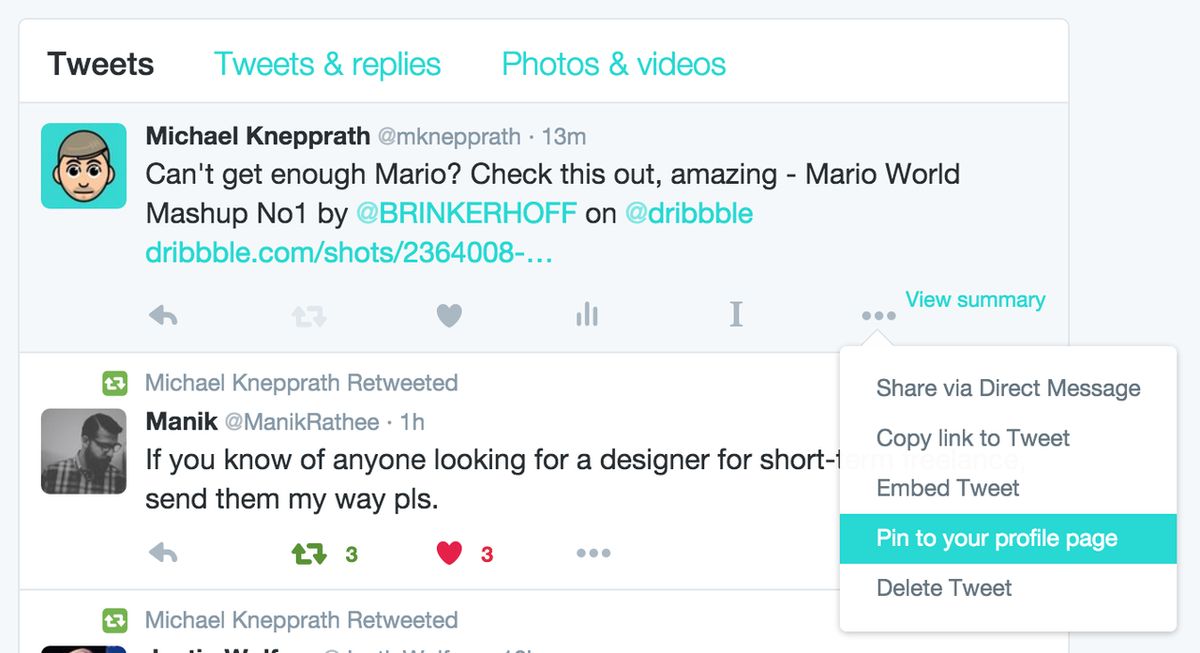 Tweets Tweets & replies Photos & videos
Michael Knepprath @mknepprath · 13m
Can't get enough Mario? Check this out, amazing - Mario World
Mashup No1 by @BRINKERHOFF on @dribbble
dribbble.com/shots/2364008-...
View summary
Share via Direct Message
Copy link to Tweet
Embed Tweet
Pin to your profile page
Delete Tweet
Michael Knepprath Retweeted
Manik @ManikRathee · 1h
If you know of anyone looking for a designer for short-term freelance,
send them my way pls.
3 3
Michael Knepprath Retweeted